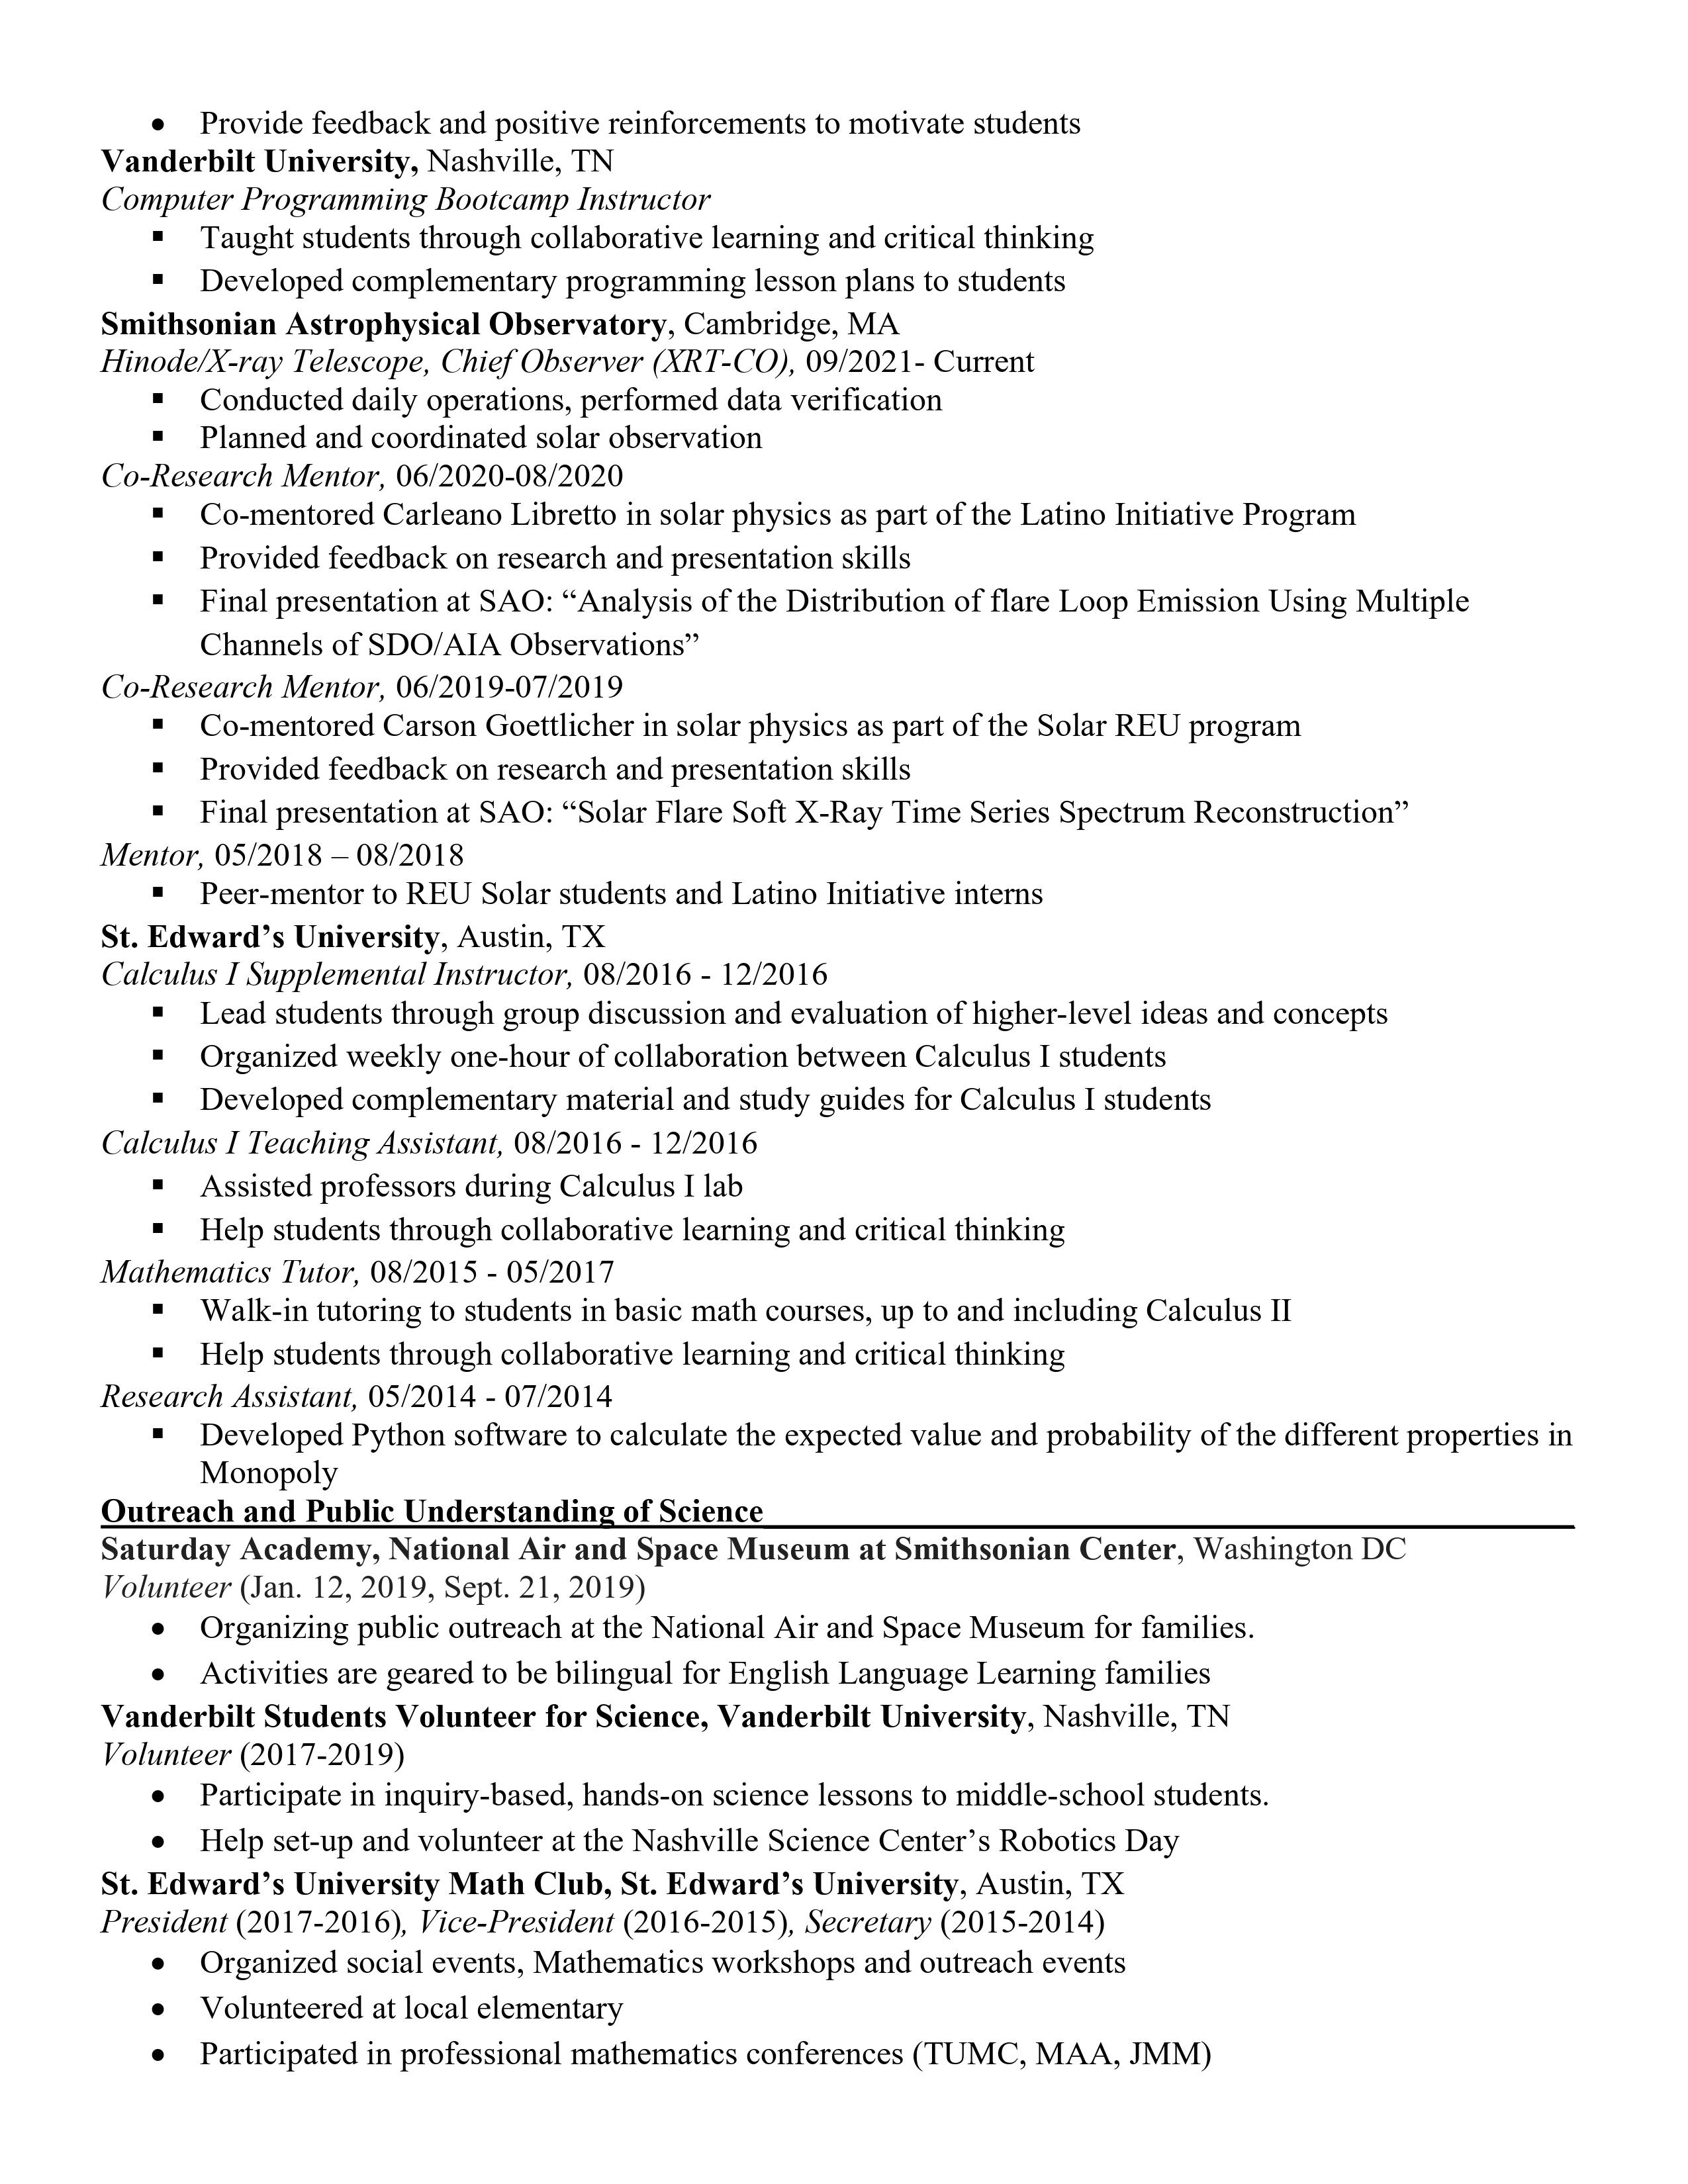 • Provide feedback and positive reinforcements to motivate students
Vanderbilt University, Nashville, TN
Computer Programming Bootcamp Instructor
▪ Taught students through collaborative learning and critical thinking
▪ Developed complementary programming lesson plans to students
Smithsonian Astrophysical Observatory, Cambridge, MA
Hinode/X-ray Telescope, Chief Observer (XRT-CO), 09/2021- Current
▪ Conducted daily operations, performed data verification
▪ Planned and coordinated solar observation
Co-Research Mentor, 06/2020-08/2020
▪ Co-mentored Carleano Libretto in solar physics as part of the Latino Initiative Program
▪ Provided feedback on research and presentation skills
▪ Final presentation at SAO: “Analysis of the Distribution of flare Loop Emission Using Multiple
Channels of SDO/AIA Observations”
Co-Research Mentor, 06/2019-07/2019
▪ Co-mentored Carson Goettlicher in solar physics as part of the Solar REU program
▪ Provided feedback on research and presentation skills
▪ Final presentation at SAO: “Solar Flare Soft X-Ray Time Series Spectrum Reconstruction”
Mentor, 05/2018 – 08/2018
▪ Peer-mentor to REU Solar students and Latino Initiative interns
St. Edward’s University, Austin, TX
Calculus I Supplemental Instructor, 08/2016 - 12/2016
▪ Lead students through group discussion and evaluation of higher-level ideas and concepts
▪ Organized weekly one-hour of collaboration between Calculus I students
▪ Developed complementary material and study guides for Calculus I students
Calculus I Teaching Assistant, 08/2016 - 12/2016
▪ Assisted professors during Calculus I lab
▪ Help students through collaborative learning and critical thinking
Mathematics Tutor, 08/2015 - 05/2017
▪ Walk-in tutoring to students in basic math courses, up to and including Calculus II
▪ Help students through collaborative learning and critical thinking
Research Assistant, 05/2014 - 07/2014
▪ Developed Python software to calculate the expected value and probability of the different properties in
Monopoly
Outreach and Public Understanding of Science
Saturday Academy, National Air and Space Museum at Smithsonian Center, Washington DC
Volunteer (Jan. 12, 2019, Sept. 21, 2019)
• Organizing public outreach at the National Air and Space Museum for families.
• Activities are geared to be bilingual for English Language Learning families
Vanderbilt Students Volunteer for Science, Vanderbilt University, Nashville, TN
Volunteer (2017-2019)
• Participate in inquiry-based, hands-on science lessons to middle-school students.
• Help set-up and volunteer at the Nashville Science Center’s Robotics Day
St. Edward’s University Math Club, St. Edward’s University, Austin, TX
President (2017-2016), Vice-President (2016-2015), Secretary (2015-2014)
• Organized social events, Mathematics workshops and outreach events
• Volunteered at local elementary
• Participated in professional mathematics conferences (TUMC, MAA, JMM)